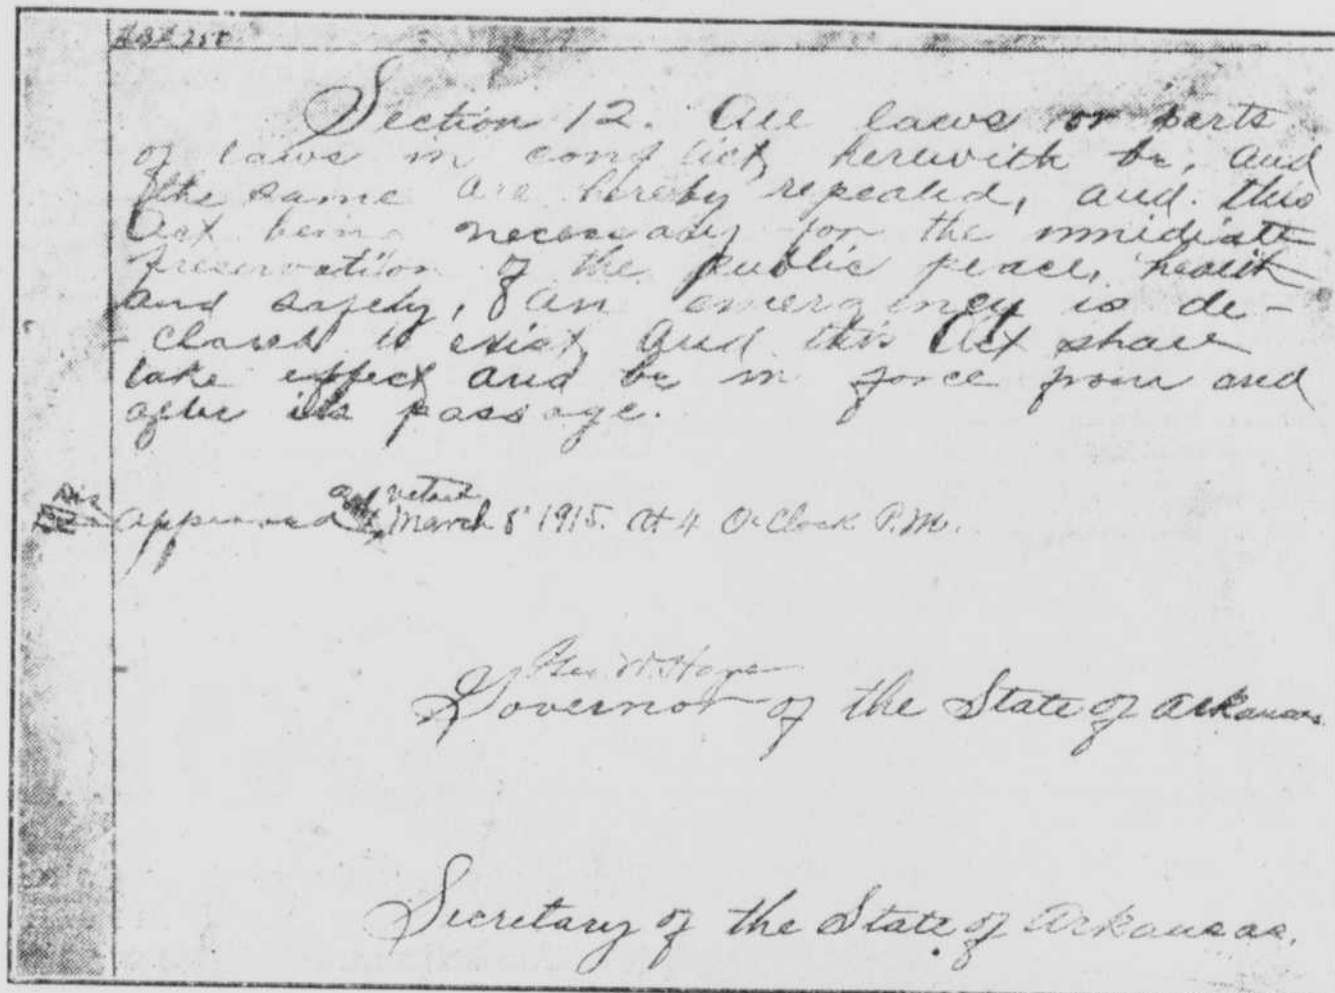 Section 12. All laws or parts
of laws in conflict herewith be, and
the same are hereby repealed, and this
Act being necessary for the immidiate
preservation of the public peace, health
and safety, an emergency is de-
clared to exist and this Act shall
take effect and be in force from and
after its passage.
Dis
approved and vetoed March 8" 1915. At 4 O'Clock P.M.
Geo. W. Hays
Governor of the State of Arkansas.
Secretary of the State of Arkansas.